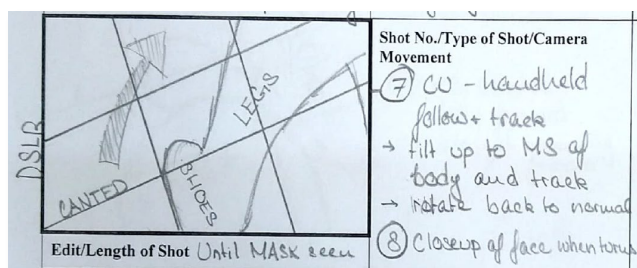 DSLR
CANTED
SHOES
LEGS
Edit/Length of Shot Until MASK seen
Shot No./Type of Shot/Camera
Movement
7 CU - handheld
follow + track
→ tilt up to MS of
body and track
→ rotate back to normal
8 Closeup of face when turns